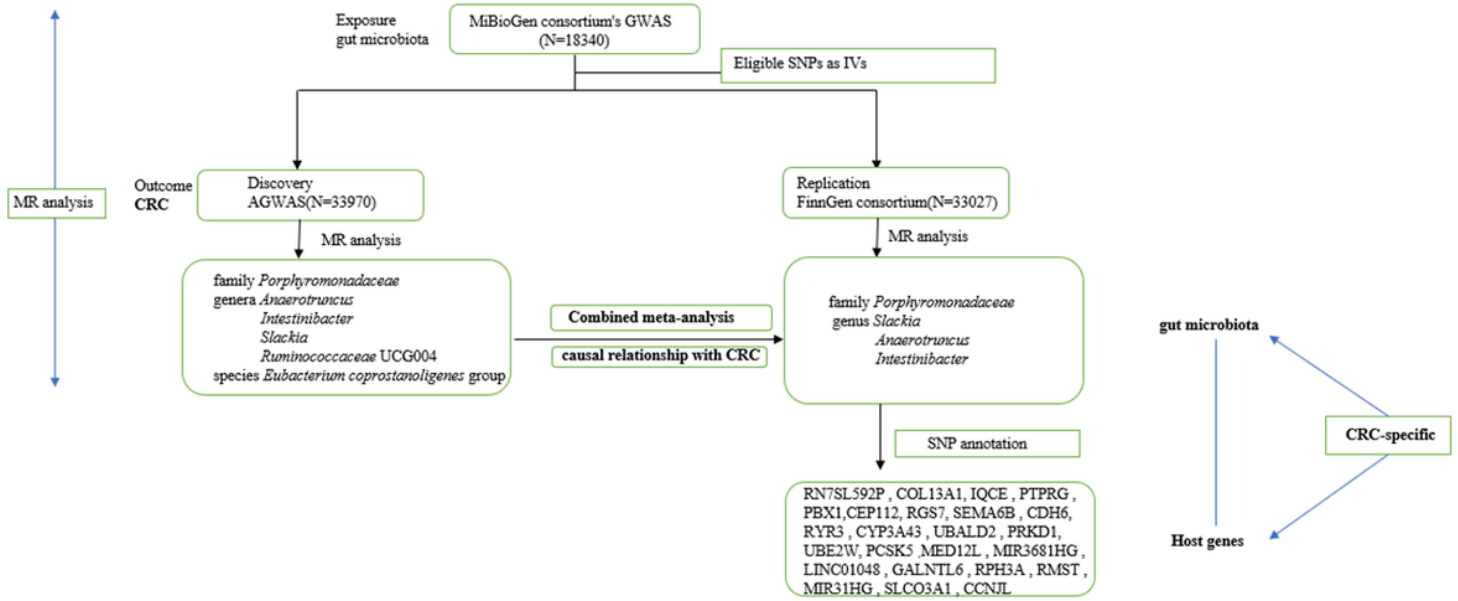 Exposure
gut microbiota
MiBioGen consortium's GWAS
(N=18340)
Eligible SNPs as IVs
MR analysis
Outcome
CRC
Discovery
AGWAS(N=33970)
Replication
FinnGen consortium(N=33027)
MR analysis
MR analysis
family Porphyromonadaceae
genera Anaerotruncus
Intestinibacter
Slackia
Ruminococcaceae UCG004
species Eubacterium coprostanoligenes group
Combined meta-analysis
causal relationship with CRC
family Porphyromonadaceae
genus Slackia
Anaerotruncus
Intestinibacter
SNP annotation
RN7SL592P , COL13A1, IQCE , PTPRG ,
PBX1,CEP112, RGS7, SEMA6B , CDH6,
RYR3 , CYP3A43 , UBALD2 , PRKD1,
UBE2W, PCSK5 ,MED12L , MIR3681HG ,
LINC01048 , GALNTL6 , RPH3A , RMST ,
MIR31HG , SLCO3A1 , CCNJL
gut microbiota
CRC-specific
Host genes